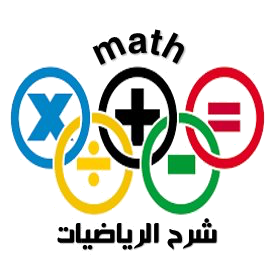 math
x + =
÷ -
شرح الرياضيات